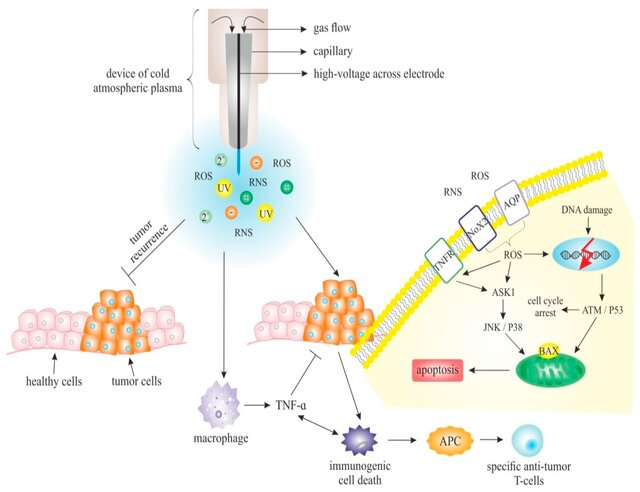 gas flow
capillary
high-voltage across electrode
device of cold
atmospheric plasma
2-
-
ROS
ROS
RNS
UV
2-
-
UV
RNS
tumor
recurrence
healthy cells
tumor cells
macrophage
TNF-α
immunogenic
cell death
APC
specific anti-tumor
T-cells
ROS
RNS
AQP
NoX2
TNFR
ROS
DNA damage
ASK1
cell cycle
arrest
ATM / P53
JNK / P38
BAX
apoptosis